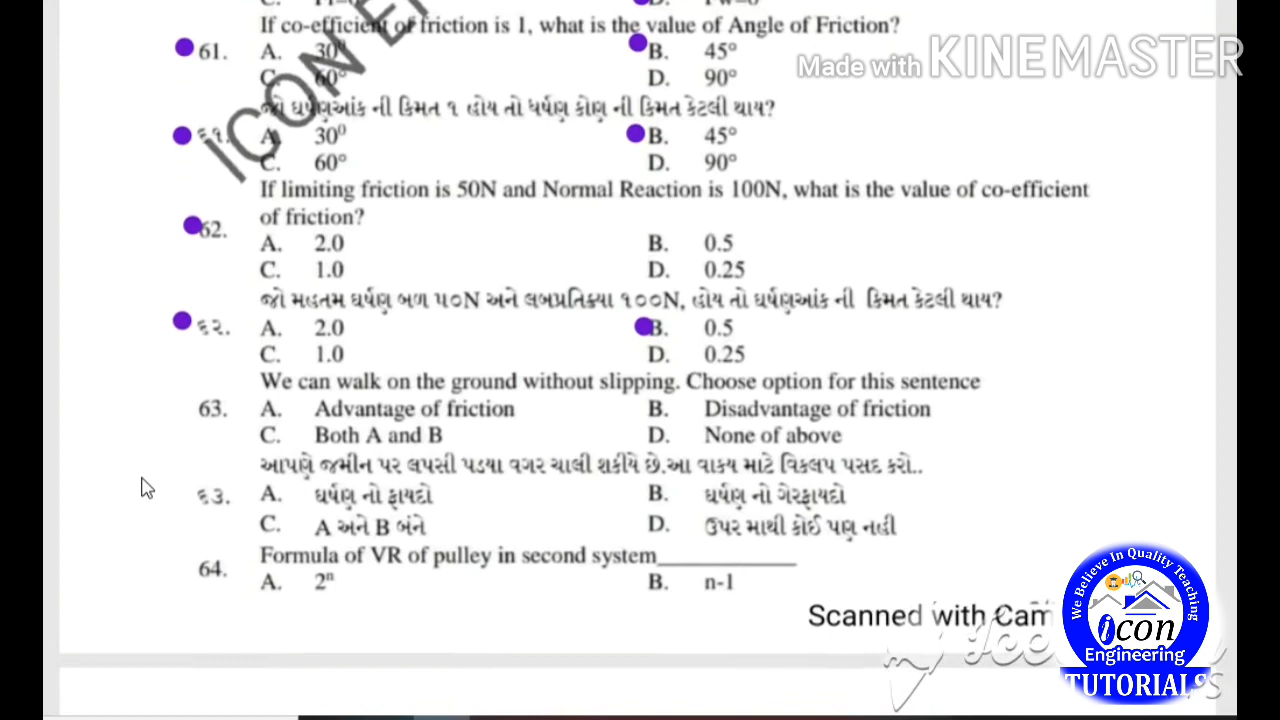 If co-efficient of friction is 1, what is the value of Angle of Friction?
61. A. 30⁰ B. 45°
C. 60° D. 90°
જો ઘર્ષણઆંક ની કિંમત ૧ હોય તો ઘર્ષણ કોણ ની કિંમત કેટલી થાય?
૬૧. A. 30⁰ B. 45°
C. 60° D. 90°
If limiting friction is 50N and Normal Reaction is 100N, what is the value of co-efficient
of friction?
62.
A. 2.0 B. 0.5
C. 1.0 D. 0.25
જો મહતમ ઘર્ષણ બળ ૫૦N અને લબપ્રતિક્યા ૧૦૦N, હોય તો ઘર્ષણઆંક ની કિંમત કેટલી થાય?
૬૨. A. 2.0 B. 0.5
C. 1.0 D. 0.25
We can walk on the ground without slipping. Choose option for this sentence
63. A. Advantage of friction B. Disadvantage of friction
C. Both A and B D. None of above
આપણે જમીન પર લપસી પડયા વગર ચાલી શકીયે છે.આ વાક્ય માટે વિકલ્પ પસદ કરો..
૬૩. A. ઘર્ષણ નો ફાયદો B. ઘર્ષણ નો ગેરફાયદો
C. A અને B બંને D. ઉપર માથી કોઈ પણ નહી
Formula of VR of pulley in second system____________
64.
A. 2ⁿ B. n-1
Scanned with Cam
Made with KINEMASTER
ICON E
We Believe In Quality Teaching
icon
Engineering
TUTORIALS